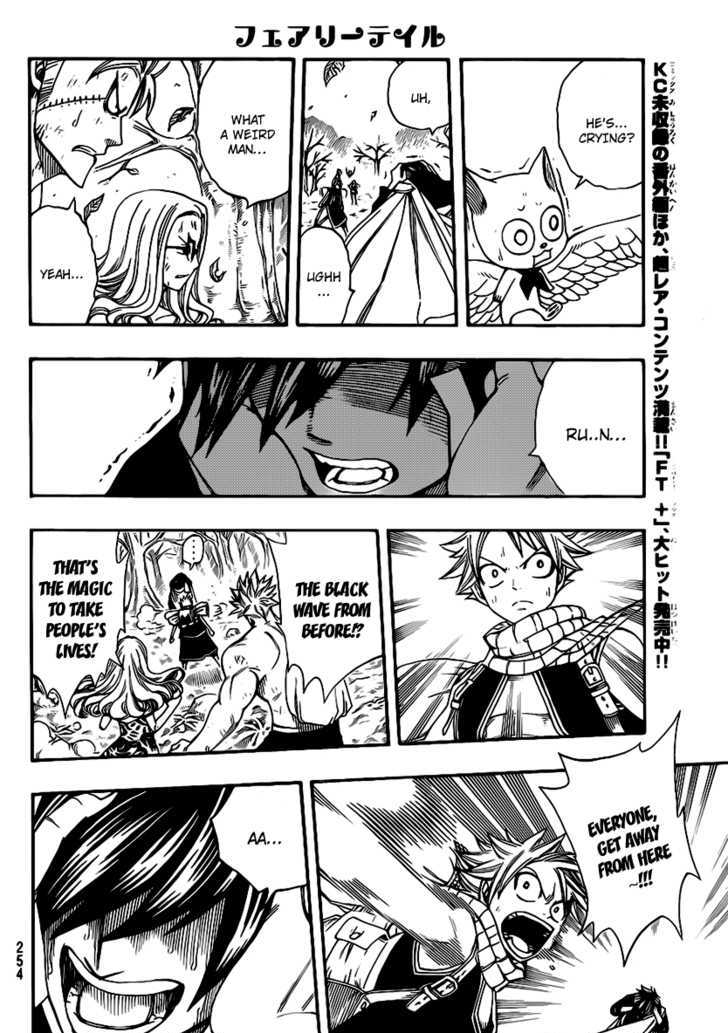 フェアリーテイル
KC未収録の番外編ほか、超レア・コンテンツ満載!!「FT+」、大ヒット発売中!!
HE'S...
CRYING?
UH,
UGHH
...
WHAT
A WEIRD
MAN...
YEAH...
RU..N...
THE BLACK
WAVE FROM
BEFORE!?
...
THAT'S
THE MAGIC
TO TAKE
PEOPLE'S
LIVES!
EVERYONE,
GET AWAY
FROM HERE
~!!!
AA...
254